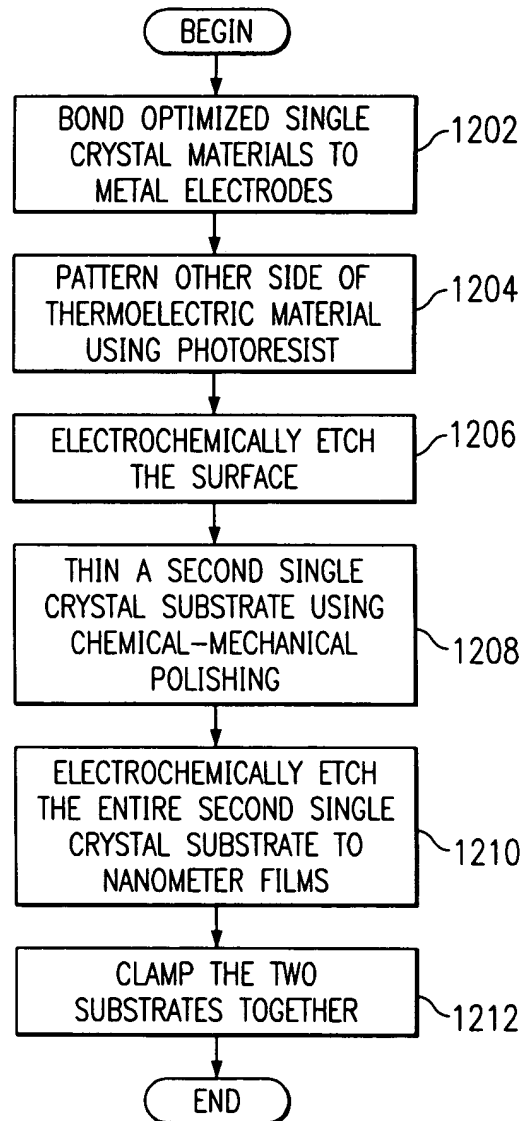 BEGIN
BOND OPTIMIZED SINGLE
CRYSTAL MATERIALS TO
METAL ELECTRODES
1202
PATTERN OTHER SIDE OF
THERMOELECTRIC MATERIAL
USING PHOTORESIST
1204
ELECTROCHEMICALLY ETCH
THE SURFACE
1206
THIN A SECOND SINGLE
CRYSTAL SUBSTRATE USING
CHEMICAL-MECHANICAL
POLISHING
1208
ELECTROCHEMICALLY ETCH
THE ENTIRE SECOND SINGLE
CRYSTAL SUBSTRATE TO
NANOMETER FILMS
1210
CLAMP THE TWO
SUBSTRATES TOGETHER
1212
END